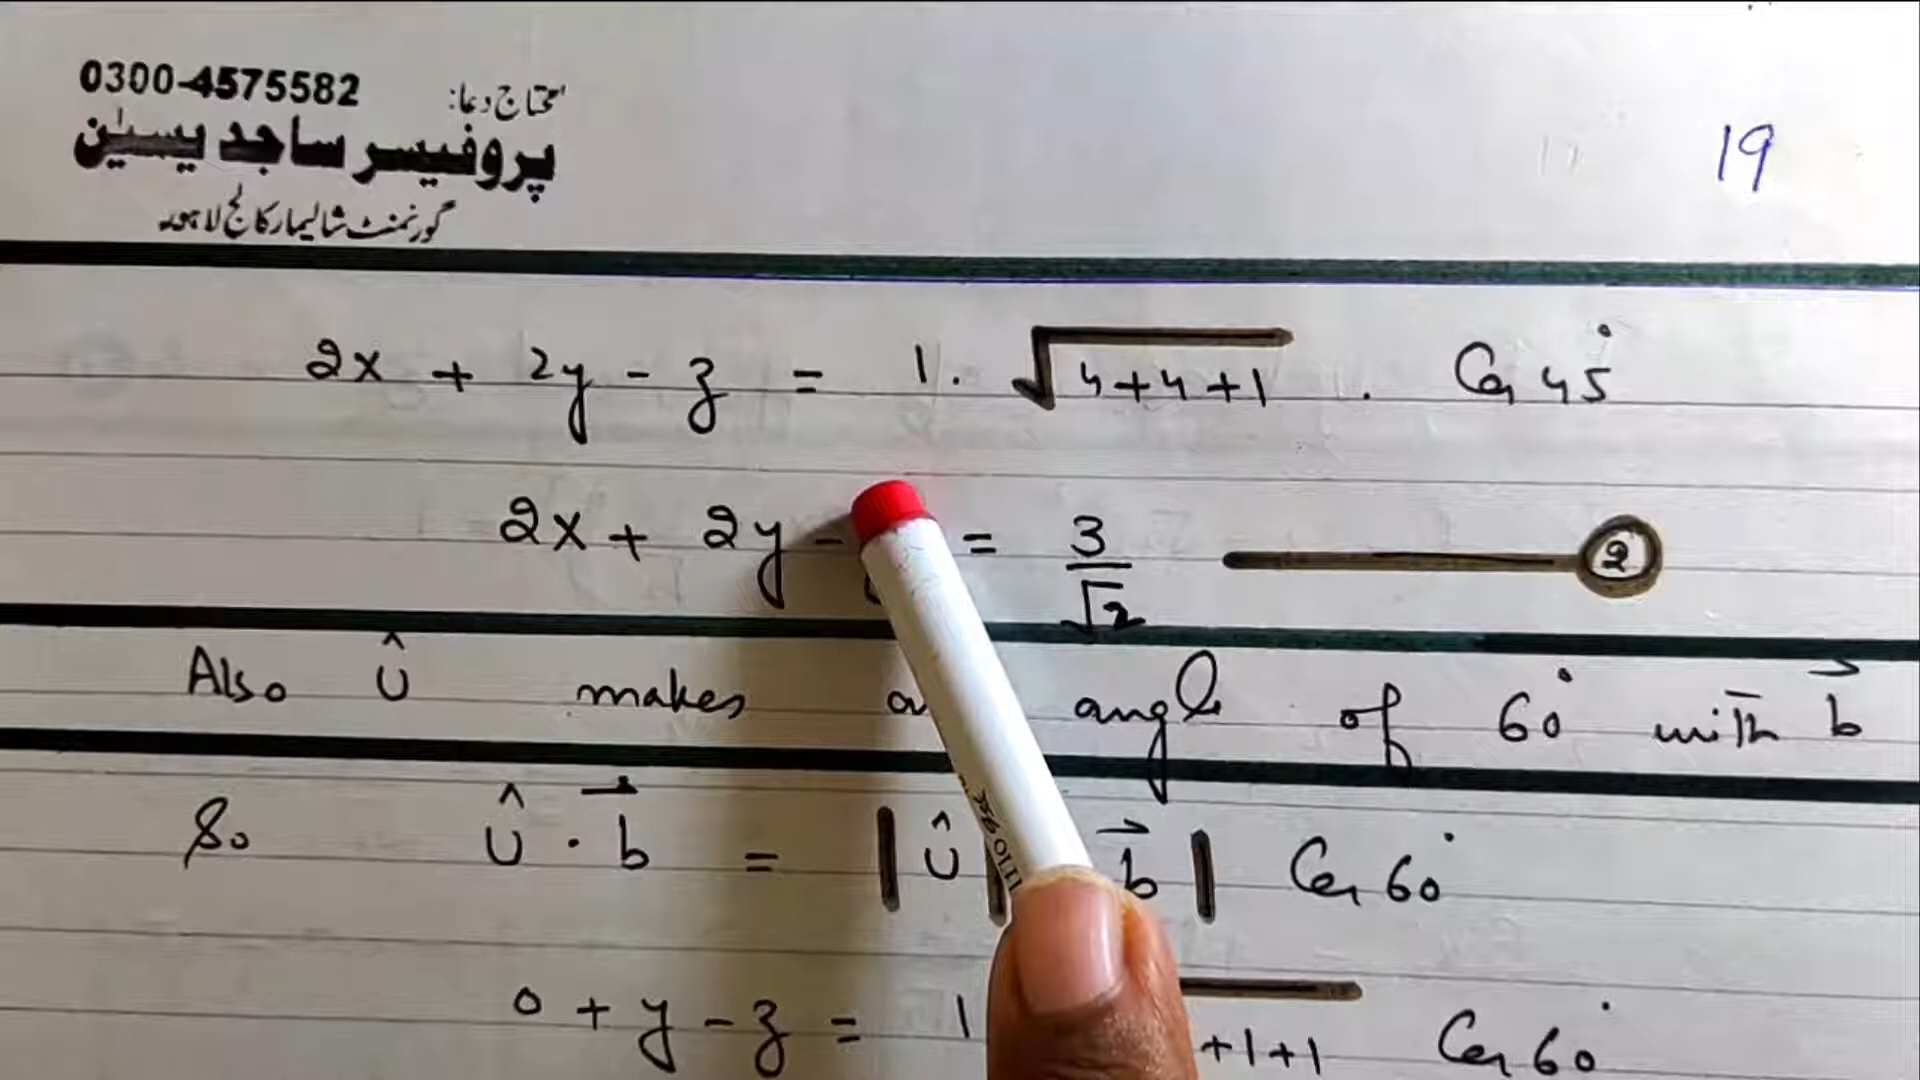 0300-4575582
محتاج دعا:
پروفیسر ساجد یسین
گورنمنٹ شالیمار کالج لاہور
19
2x + 2y - z = 1. √4+4+1 . Cos 45°
2x + 2y - = 3/√2 ② 
Also û makes angle of 60° with b⃗
So û · b⃗ = |û| b⃗| Cos 60°
0 + y - z = 1 +1+1 Cos 60°